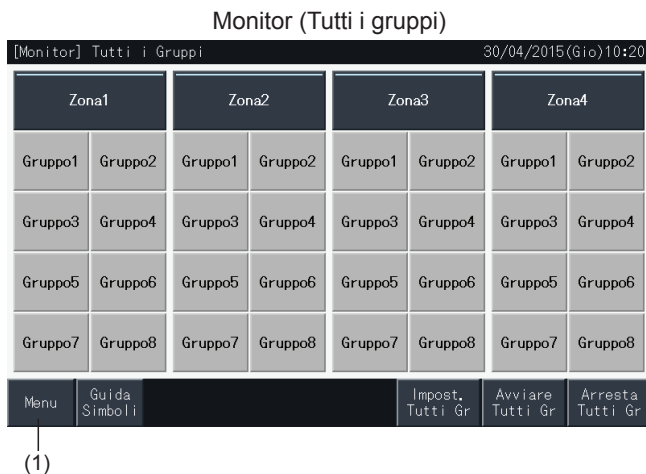 Monitor (Tutti i gruppi)
[Monitor] Tutti i Gruppi 30/04/2015(Gio)10:20
Zona1 Zona2 Zona3 Zona4
Gruppo1 Gruppo2 Gruppo1 Gruppo2 Gruppo1 Gruppo2 Gruppo1 Gruppo2
Gruppo3 Gruppo4 Gruppo3 Gruppo4 Gruppo3 Gruppo4 Gruppo3 Gruppo4
Gruppo5 Gruppo6 Gruppo5 Gruppo6 Gruppo5 Gruppo6 Gruppo5 Gruppo6
Gruppo7 Gruppo8 Gruppo7 Gruppo8 Gruppo7 Gruppo8 Gruppo7 Gruppo8
Menu
Guida
Simboli
Impost.
Tutti Gr
Avviare
Tutti Gr
Arresta
Tutti Gr
(1)